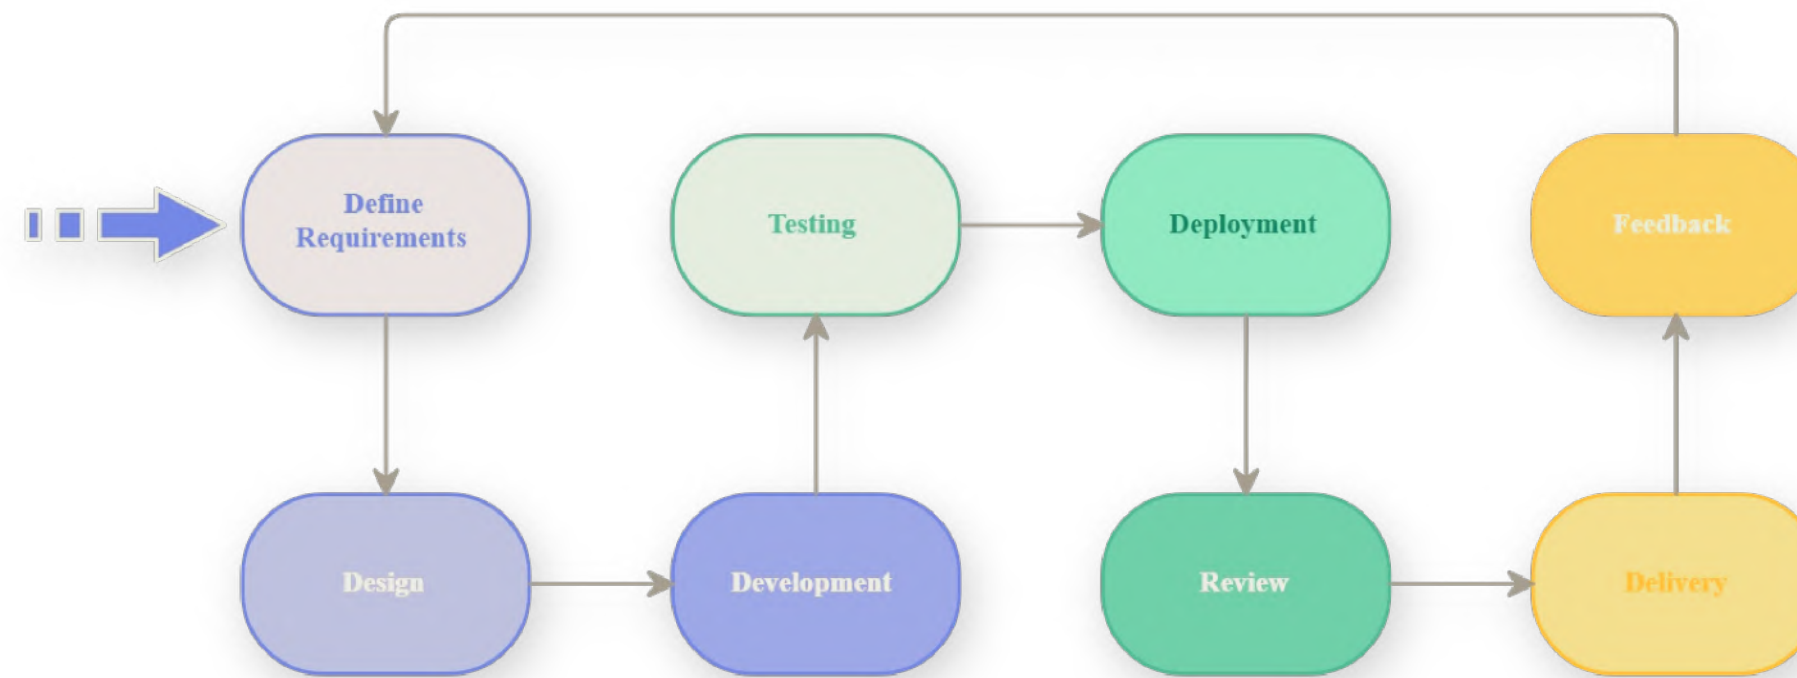 Define
Requirements
Testing
Deployment
Feedback
Design
Development
Review
Delivery